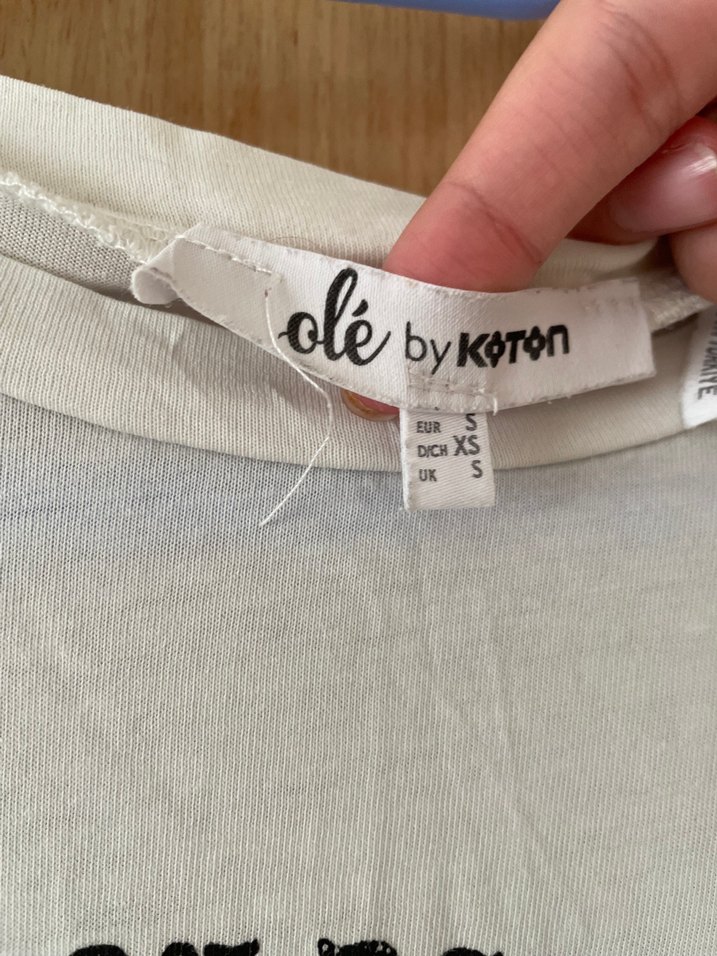 olé by KOTON
EUR S
D/CH XS
UK S